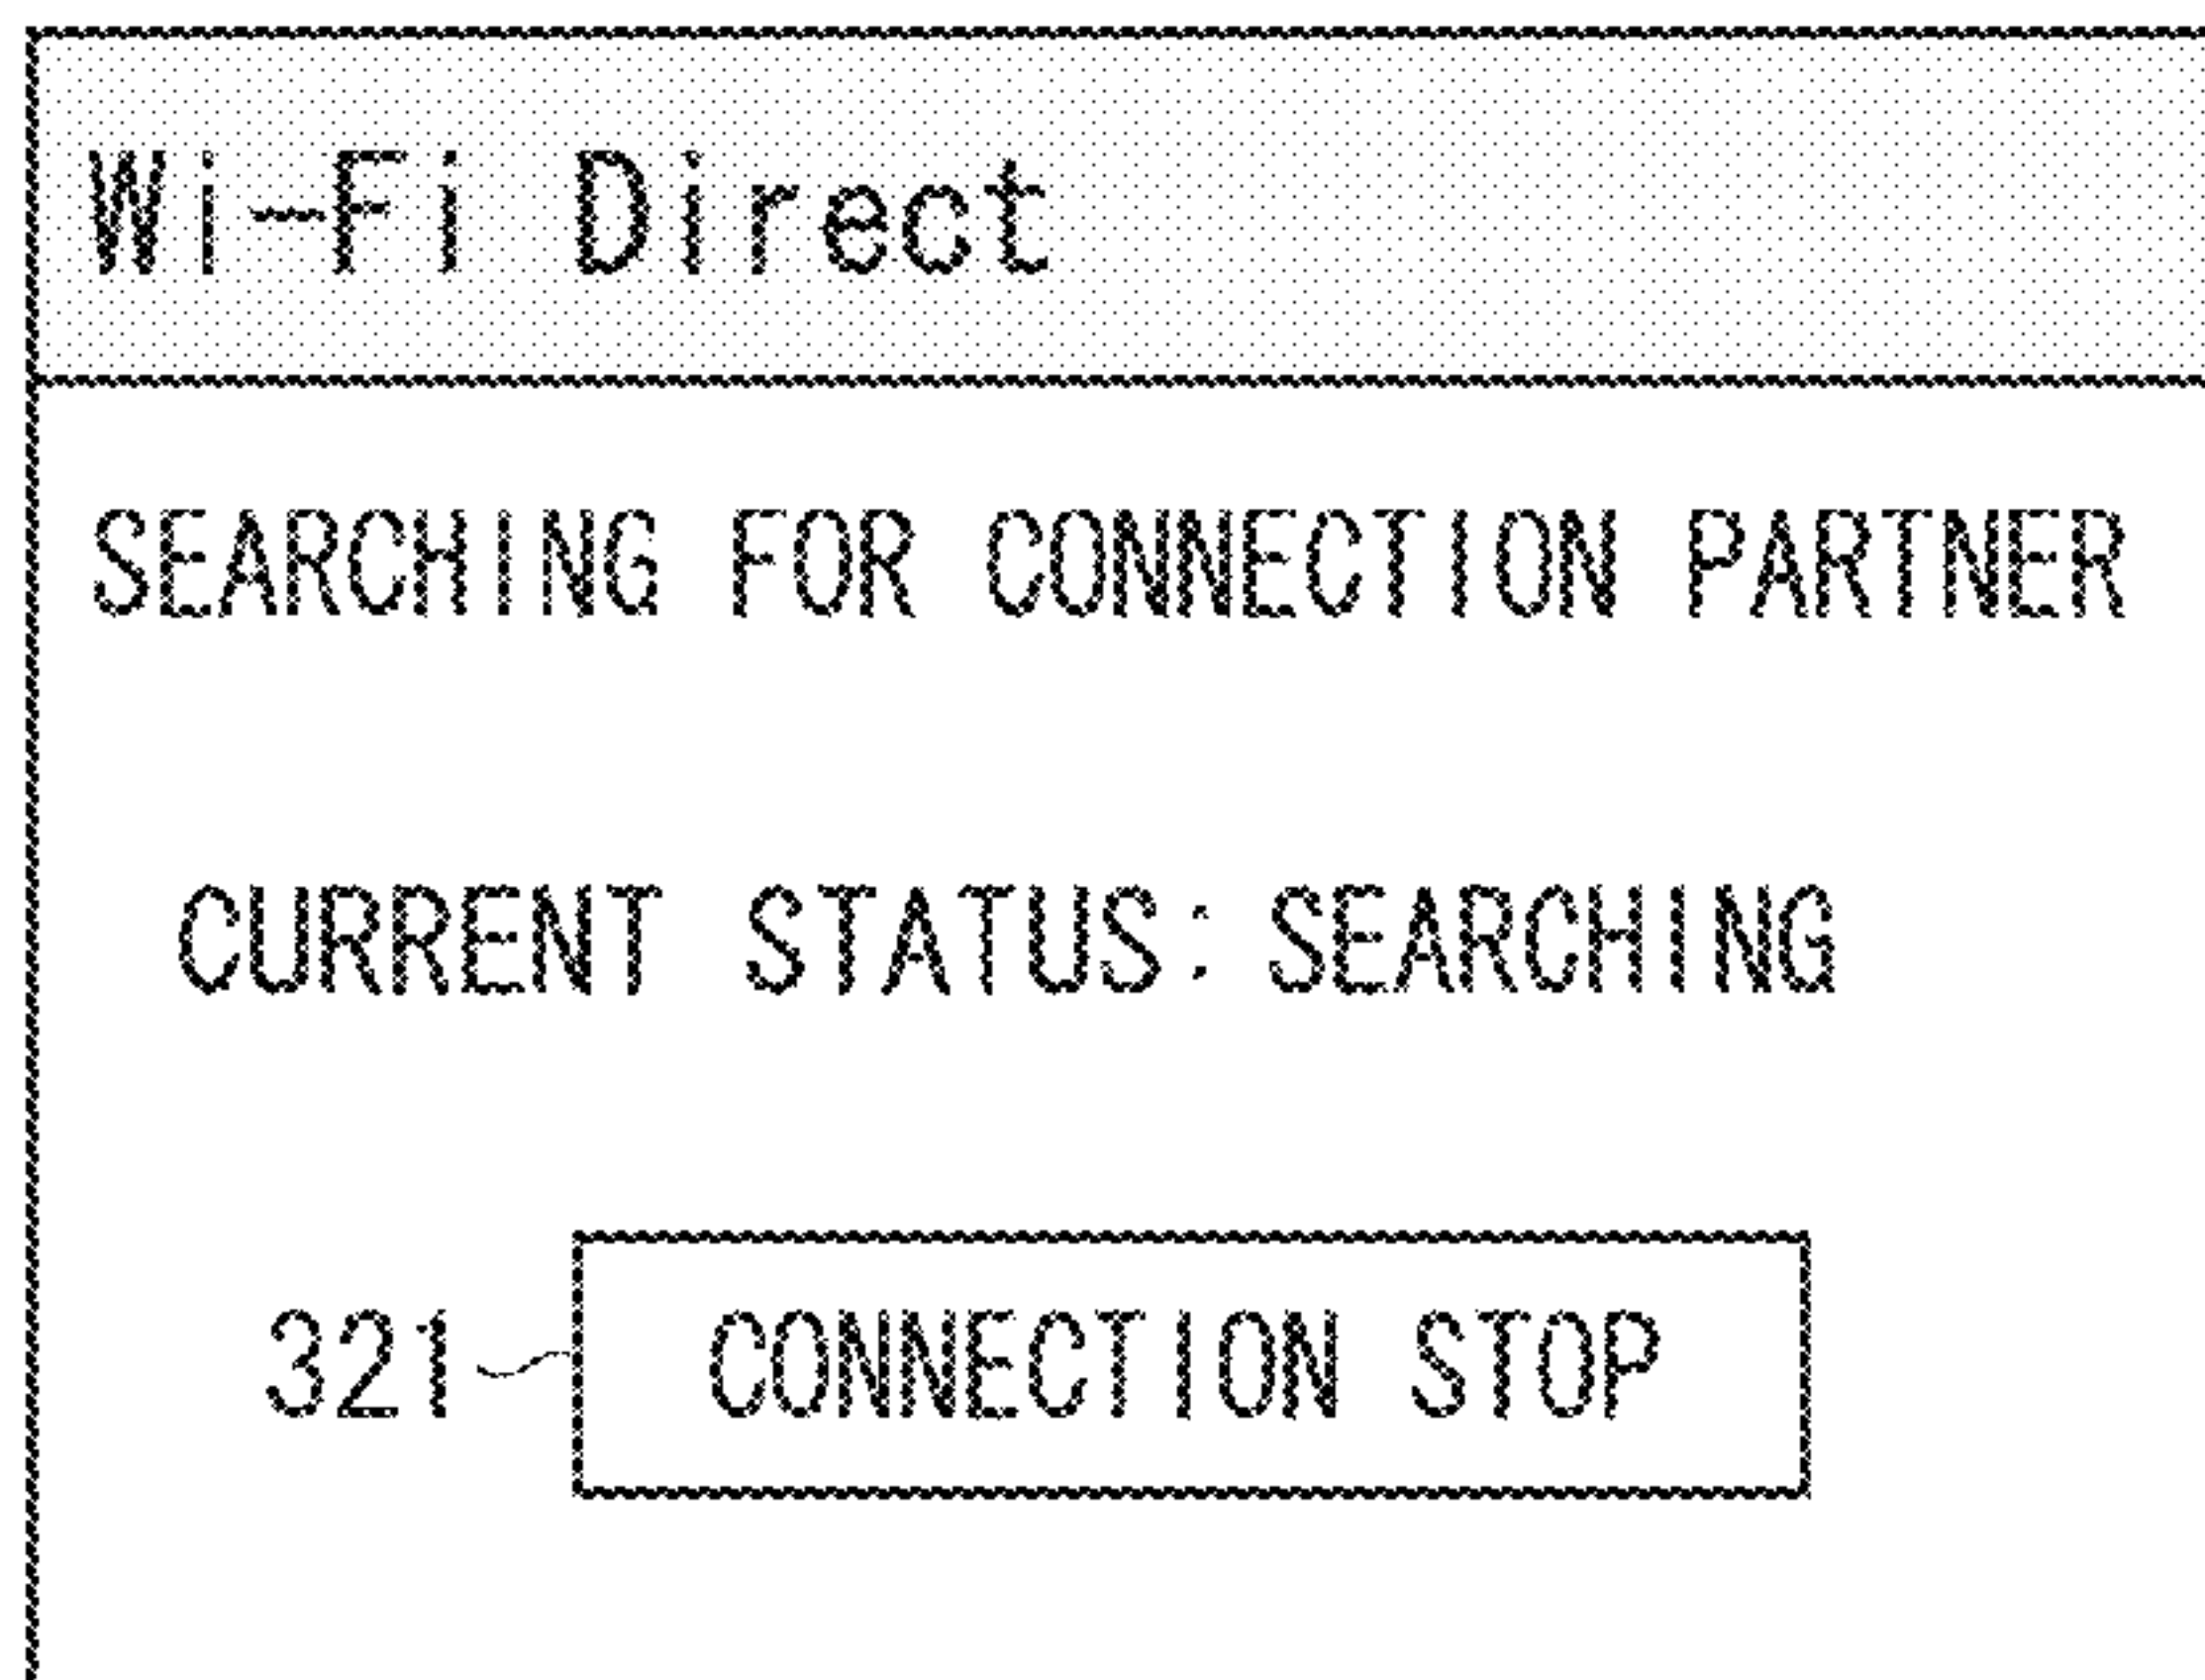 Wi-Fi Direct
SEARCHING FOR CONNECTION PARTNER
CURRENT STATUS: SEARCHING
321 CONNECTION STOP